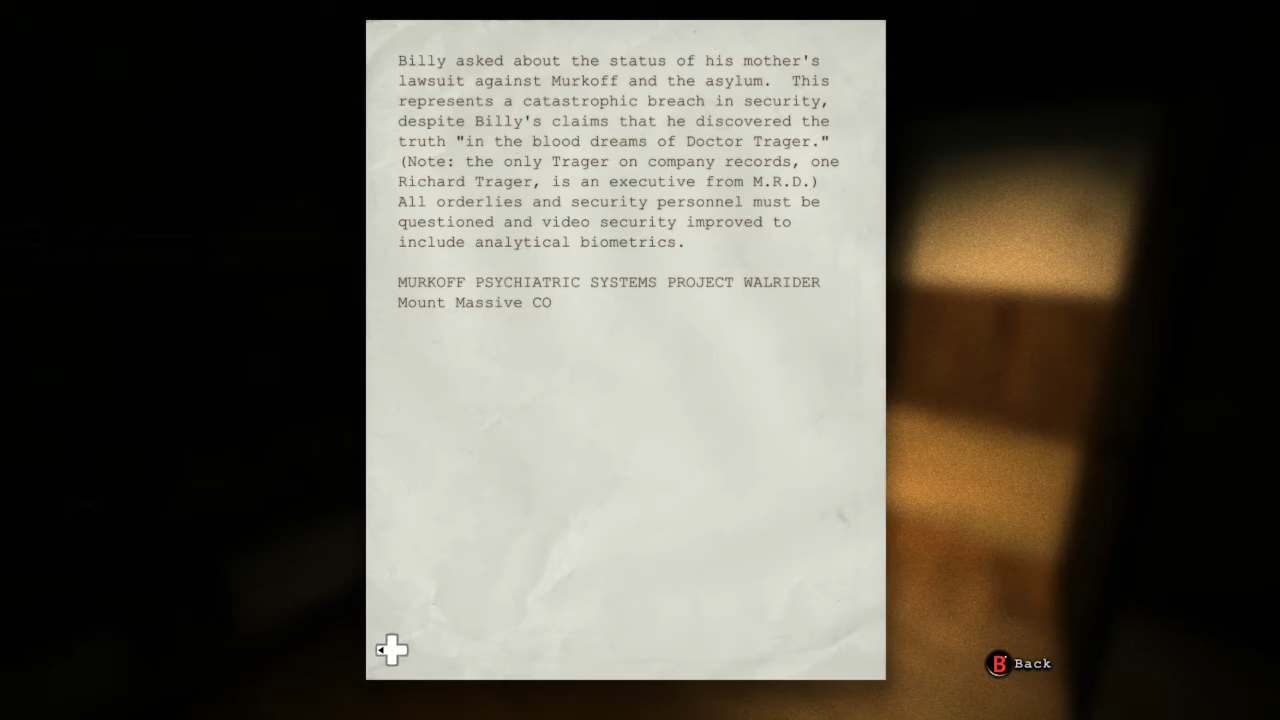 Billy asked about the status of his mother's
lawsuit against Murkoff and the asylum.  This
represents a catastrophic breach in security,
despite Billy's claims that he discovered the
truth "in the blood dreams of Doctor Trager."
(Note: the only Trager on company records, one
Richard Trager, is an executive from M.R.D.)
All orderlies and security personnel must be
questioned and video security improved to
include analytical biometrics.

MURKOFF PSYCHIATRIC SYSTEMS PROJECT WALRIDER
Mount Massive CO
B Back